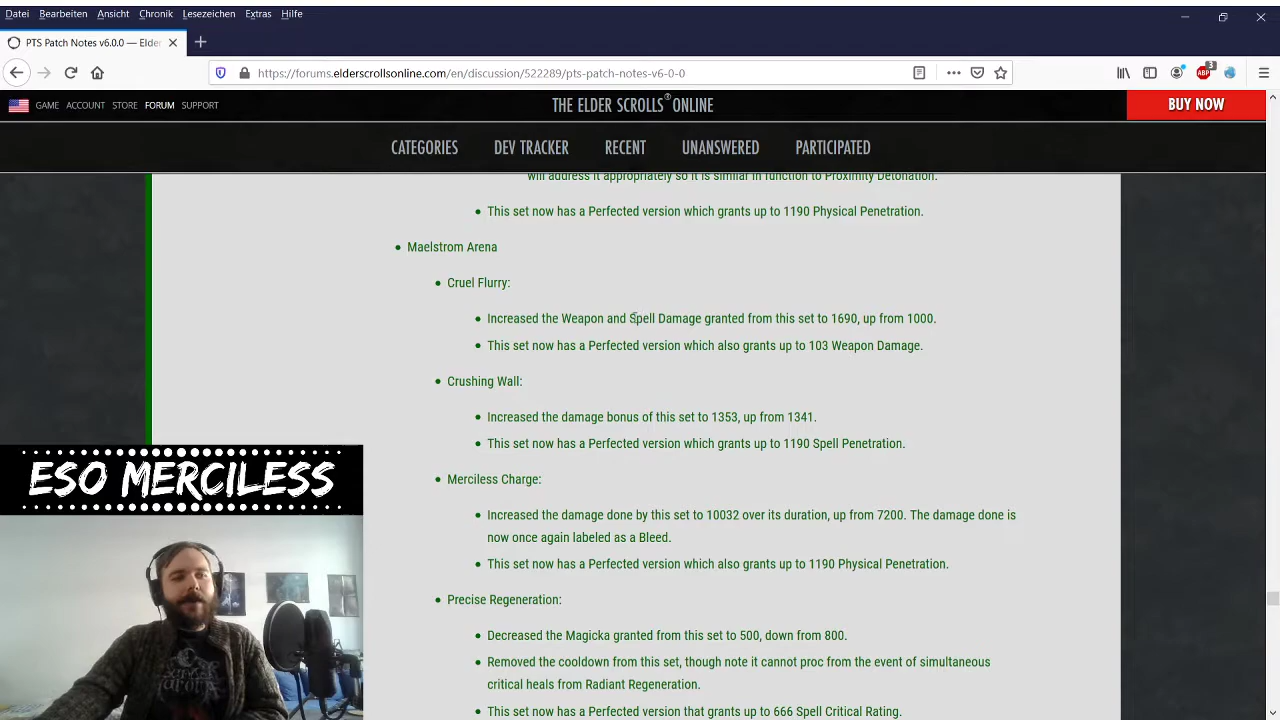 Datei Bearbeiten Ansicht Chronik Lesezeichen Extras Hilfe
PTS Patch Notes v6.0.0 — Elder
https://forums.elderscrollsonline.com/en/discussion/522289/pts-patch-notes-v6-0-0
ABP 3
GAME ACCOUNT STORE FORUM SUPPORT
THE ELDER SCROLLS® ONLINE
BUY NOW
CATEGORIES DEV TRACKER RECENT UNANSWERED PARTICIPATED
will address it appropriately so it is similar in function to Proximity Detonation.
This set now has a Perfected version which grants up to 1190 Physical Penetration.
Maelstrom Arena
Cruel Flurry:
Increased the Weapon and Spell Damage granted from this set to 1690, up from 1000.
This set now has a Perfected version which also grants up to 103 Weapon Damage.
Crushing Wall:
Increased the damage bonus of this set to 1353, up from 1341.
This set now has a Perfected version which grants up to 1190 Spell Penetration.
Merciless Charge:
Increased the damage done by this set to 10032 over its duration, up from 7200. The damage done is
now once again labeled as a Bleed.
This set now has a Perfected version which also grants up to 1190 Physical Penetration.
Precise Regeneration:
Decreased the Magicka granted from this set to 500, down from 800.
Removed the cooldown from this set, though note it cannot proc from the event of simultaneous
critical heals from Radiant Regeneration.
This set now has a Perfected version that grants up to 666 Spell Critical Rating.
ESO MERCILESS